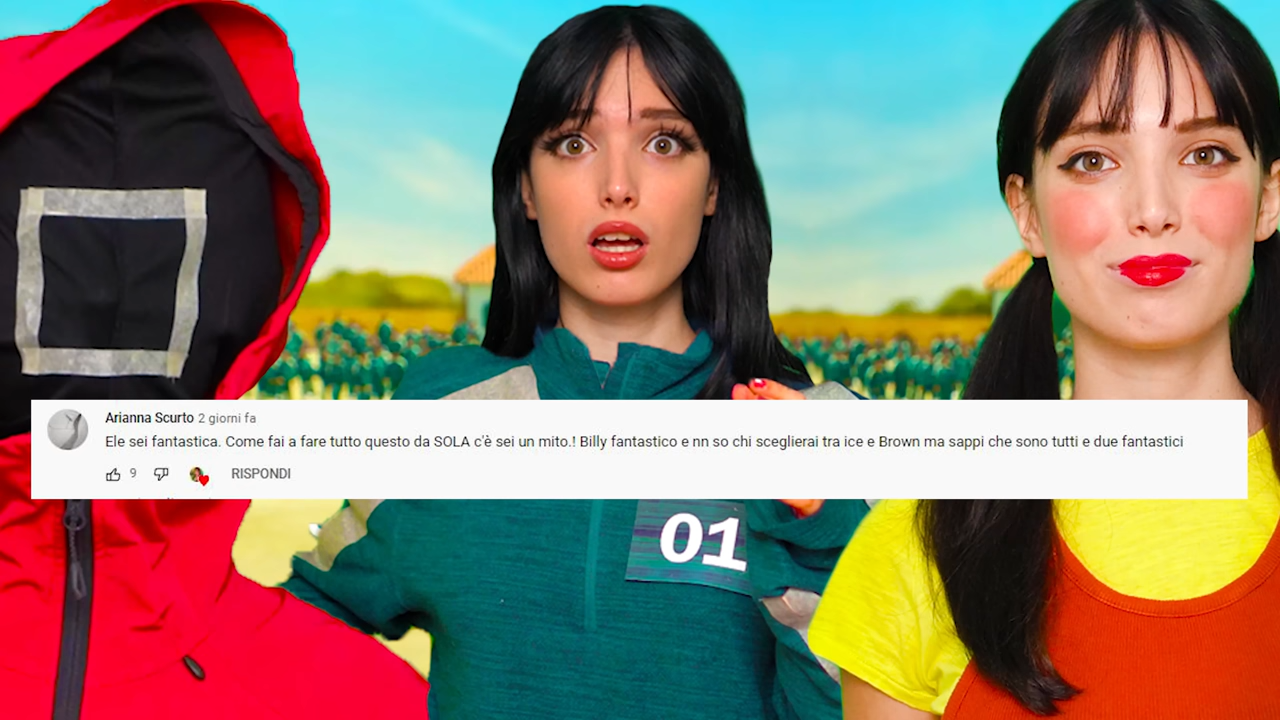 Arianna Scurto 2 giorni fa
Ele sei fantastica. Come fai a fare tutto questo da SOLA c'è sei un mito.! Billy fantastico e nn so chi sceglierai tra ice e Brown ma sappi che sono tutti e due fantastici
9 RISPONDI
01